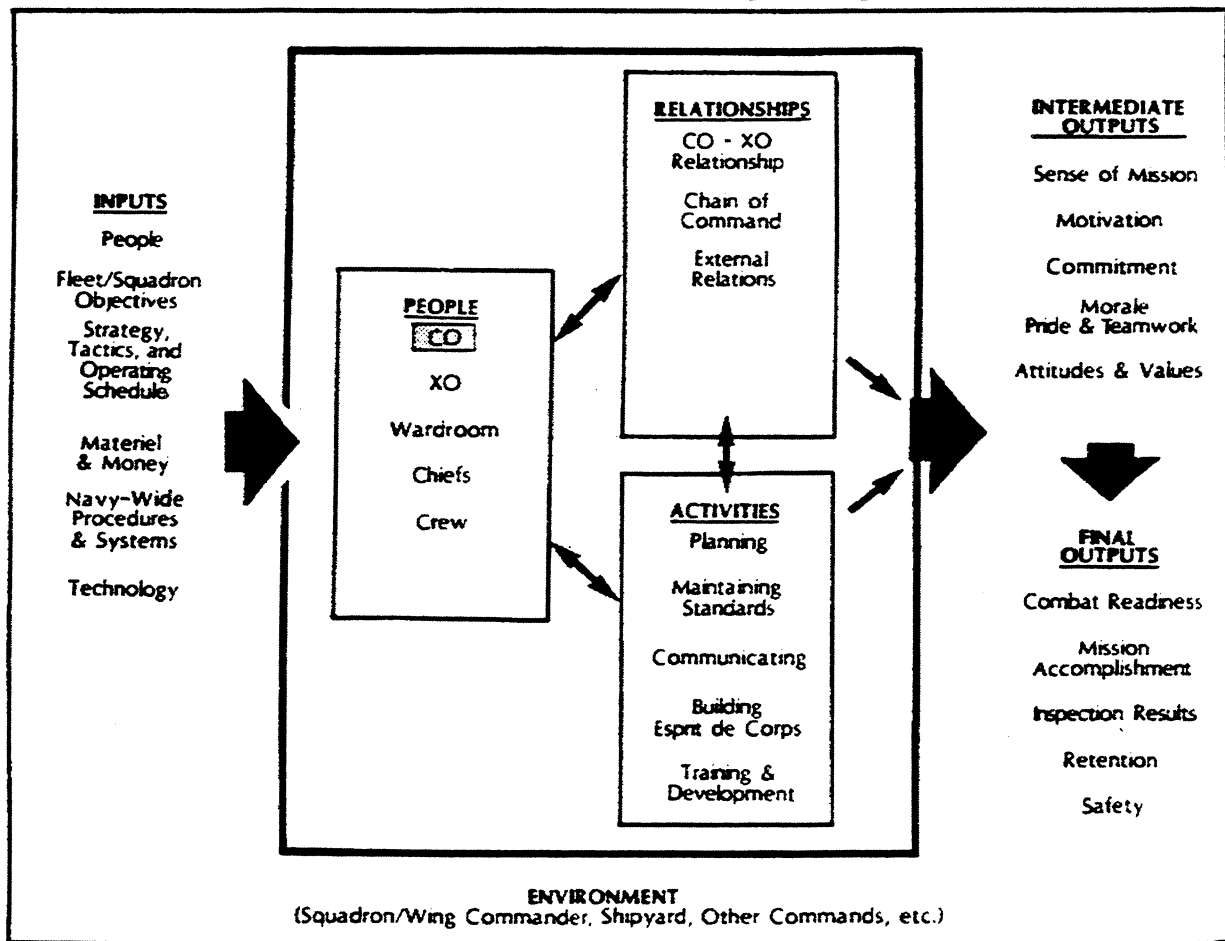 INPUTS
People
Fleet/Squadron
Objectives
Strategy,
Tactics, and
Operating
Schedule
Materiel
& Money
Navy-Wide
Procedures
& Systems
Technology
PEOPLE
CO
XO
Wardroom
Chiefs
Crew
RELATIONSHIPS
CO - XO
Relationship
Chain of
Command
External
Relations
ACTIVITIES
Planning
Maintaining
Standards
Communicating
Building
Esprit de Corps
Training &
Development
INTERMEDIATE
OUTPUTS
Sense of Mission
Motivation
Commitment
Morale
Pride & Teamwork
Attitudes & Values
FINAL
OUTPUTS
Combat Readiness
Mission
Accomplishment
Inspection Results
Retention
Safety
ENVIRONMENT
(Squadron/Wing Commander, Shipyard, Other Commands, etc.)